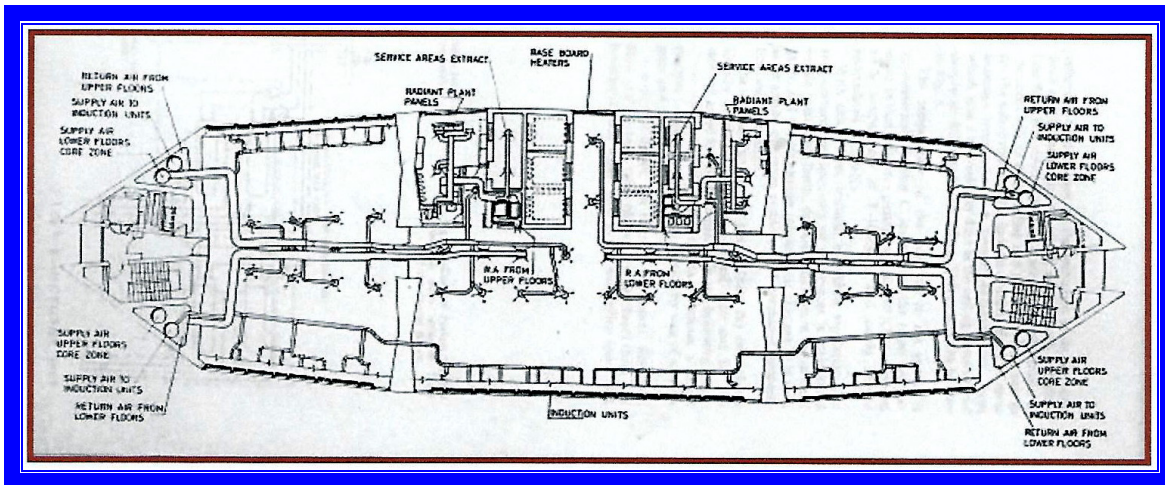 SERVICE AREAS EXTRACT
BASE BOARD
HEATERS
SERVICE AREAS EXTRACT
RETURN AIR FROM
UPPER FLOORS
SUPPLY AIR TO
INDUCTION UNITS
SUPPLY AIR
LOWER FLOORS
CORE ZONE
RADIANT PLANT
PANELS
RADIANT PLANT
PANELS
RETURN AIR FROM
UPPER FLOORS
SUPPLY AIR TO
INDUCTION UNITS
SUPPLY AIR
LOWER FLOORS
CORE ZONE
R.A FROM
UPPER FLOORS
R.A FROM
LOWER FLOORS
SUPPLY AIR
UPPER FLOORS
CORE ZONE
SUPPLY AIR TO
INDUCTION UNITS
RETURN AIR FROM
LOWER FLOORS
INDUCTION UNITS
SUPPLY AIR
UPPER FLOORS
CORE ZONE
SUPPLY AIR TO
INDUCTION UNITS
RETURN AIR FROM
LOWER FLOORS